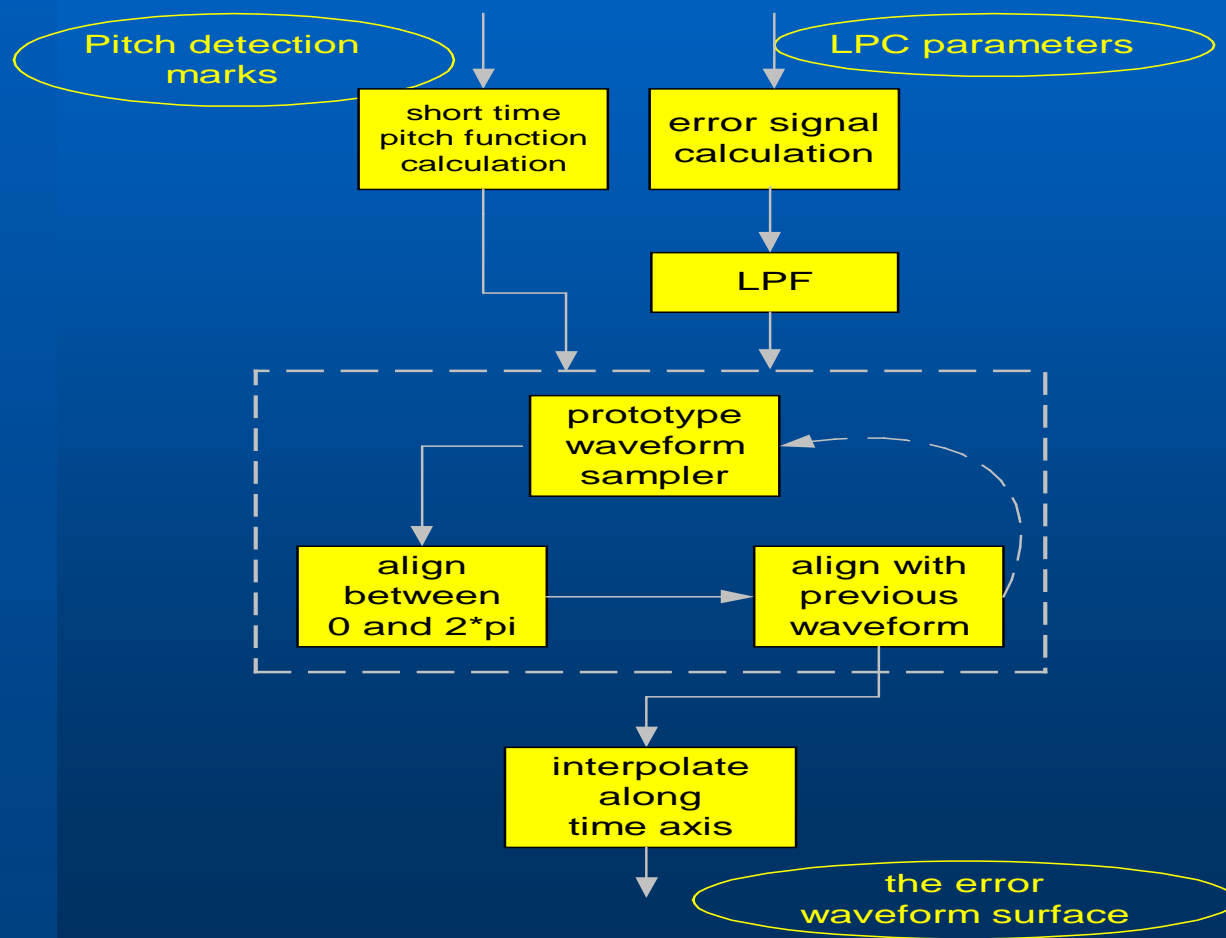 Pitch detection
marks
LPC parameters
short time
pitch function
calculation
error signal
calculation
LPF
prototype
waveform
sampler
align
between
0 and 2*pi
align with
previous
waveform
interpolate
along
time axis
the error
waveform surface